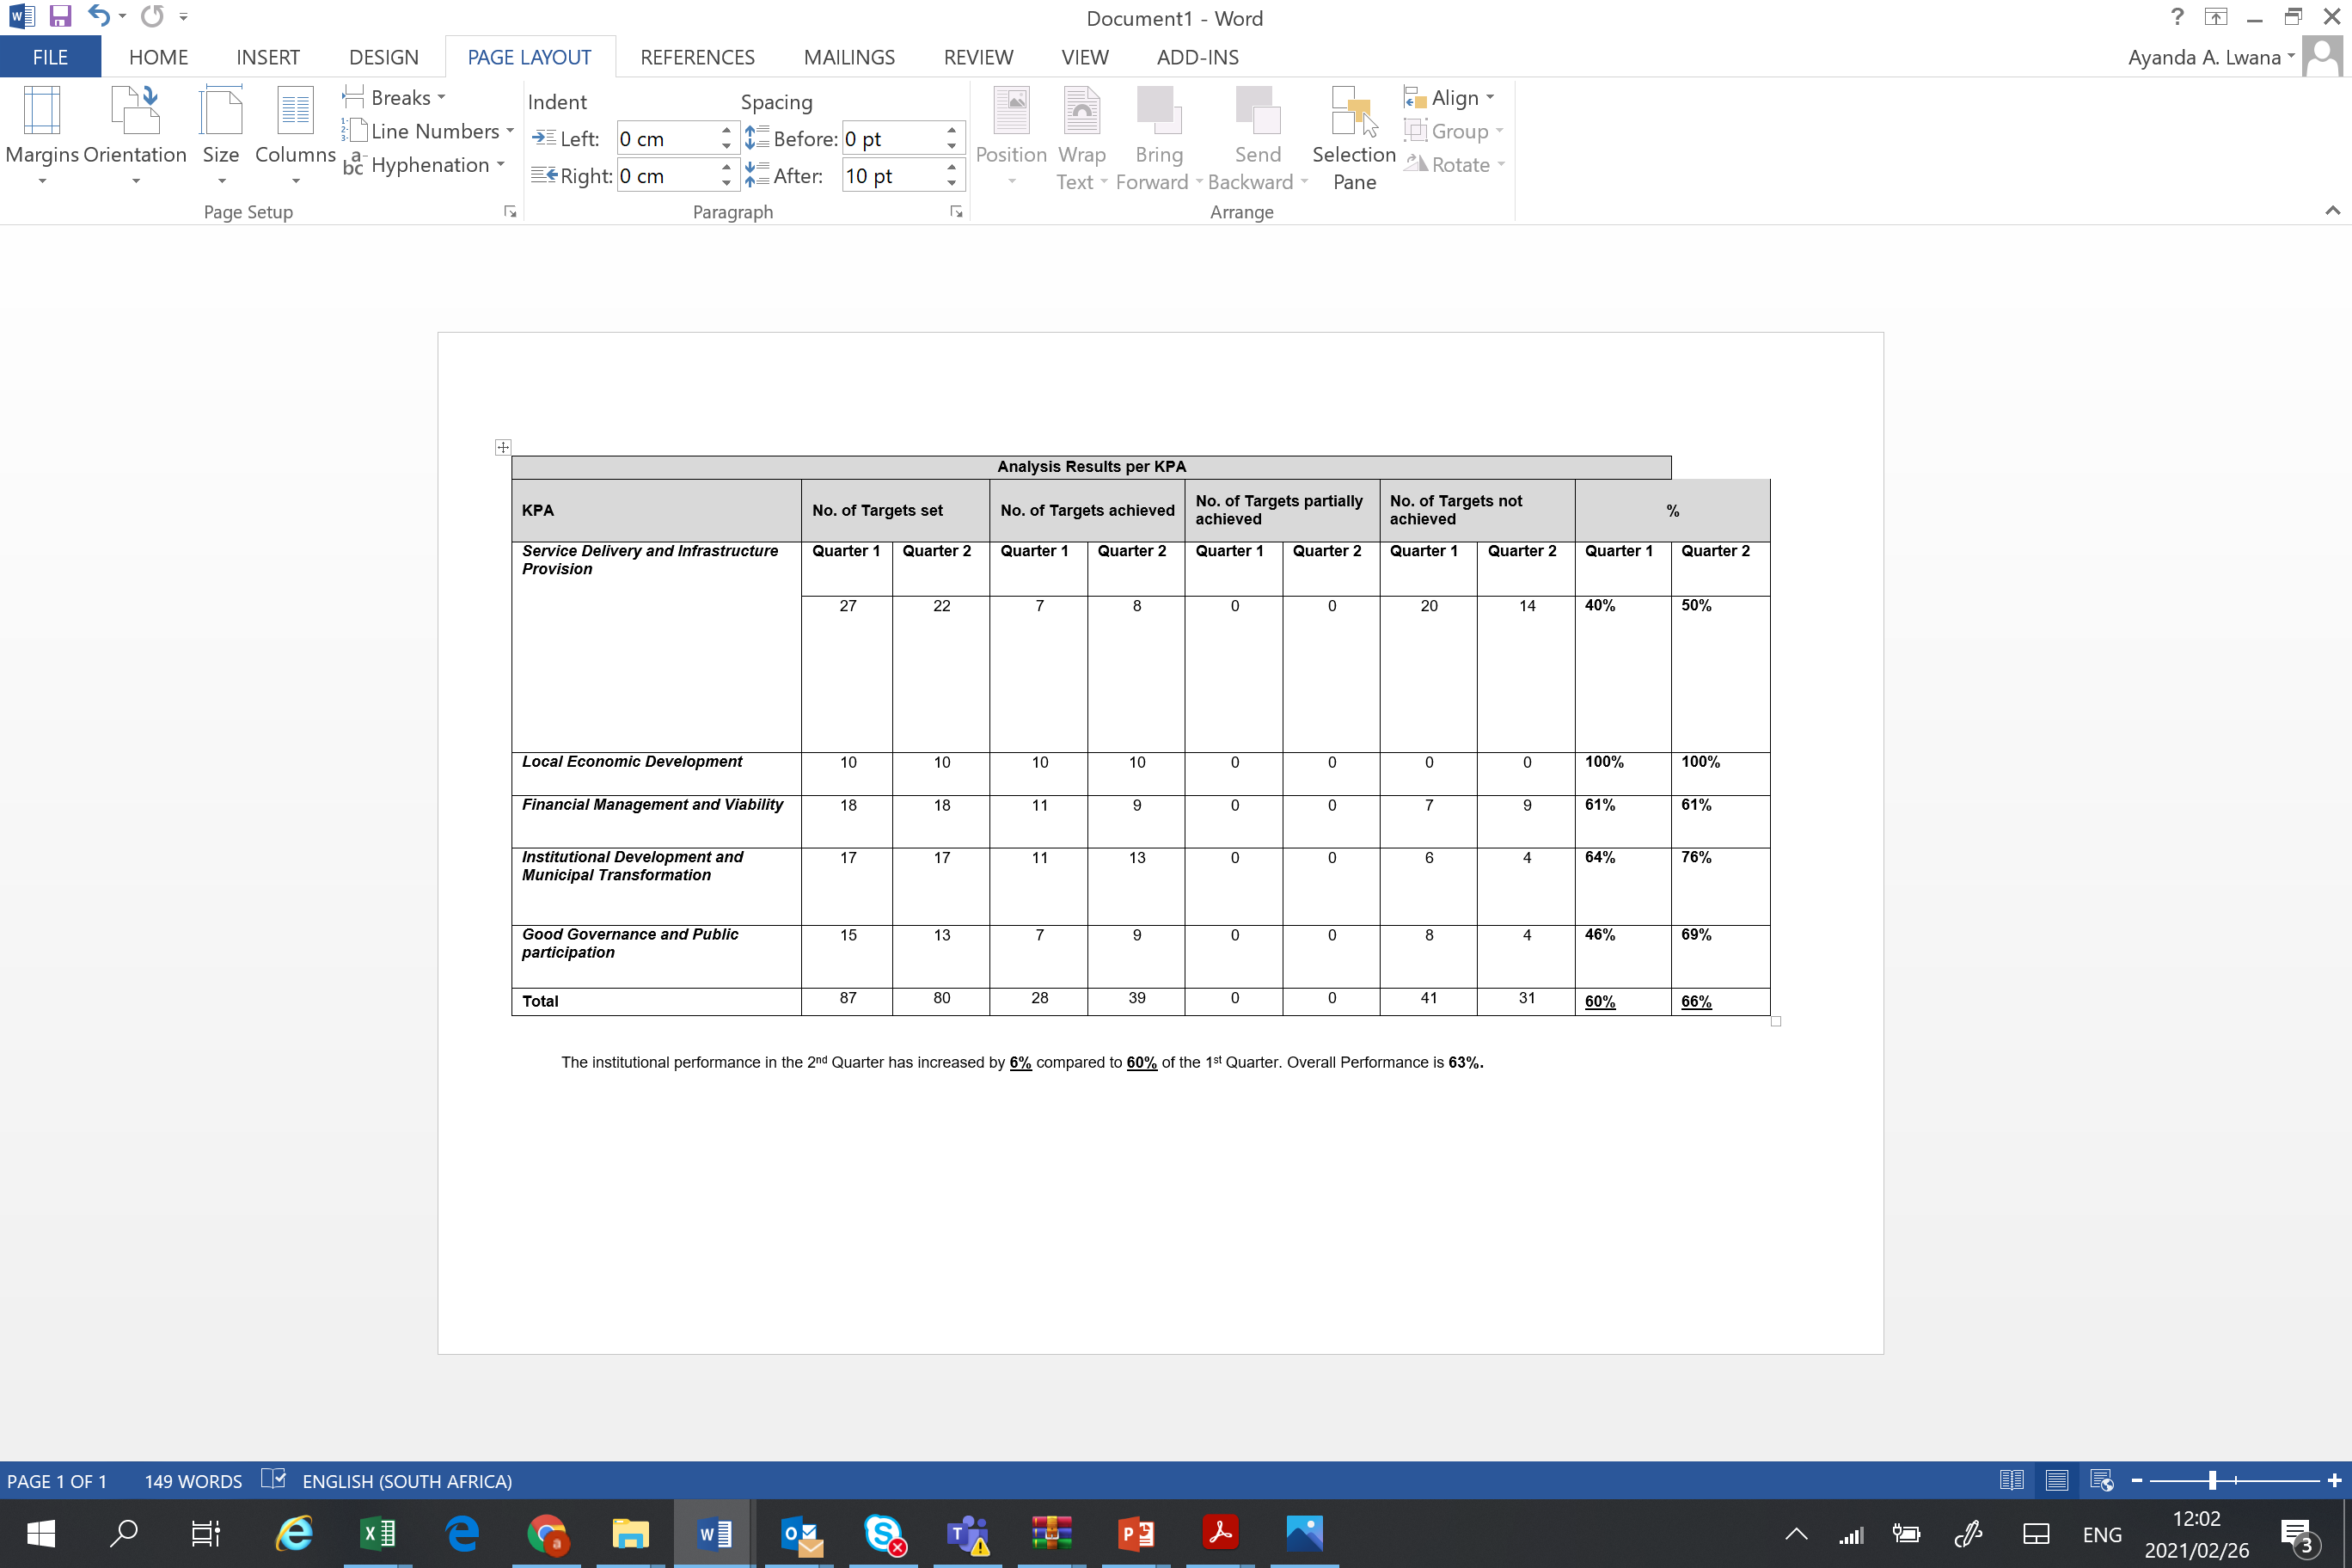 Document1 - Word
? 
FILE HOME INSERT DESIGN PAGE LAYOUT REFERENCES MAILINGS REVIEW VIEW ADD-INS Ayanda A. Lwana
Margins Orientation Size Columns
Breaks
Line Numbers
Hyphenation
Page Setup
Indent Spacing
Left: 0 cm Before: 0 pt
Right: 0 cm After: 10 pt
Paragraph
Position Wrap Text Bring Forward Send Backward Selection Pane
Align
Group
Rotate
Arrange
Analysis Results per KPA
KPA No. of Targets set No. of Targets achieved No. of Targets partially achieved No. of Targets not achieved %
Service Delivery and Infrastructure Provision Quarter 1 Quarter 2 Quarter 1 Quarter 2 Quarter 1 Quarter 2 Quarter 1 Quarter 2 Quarter 1 Quarter 2
27 22 7 8 0 0 20 14 40% 50%
Local Economic Development 10 10 10 10 0 0 0 0 100% 100%
Financial Management and Viability 18 18 11 9 0 0 7 9 61% 61%
Institutional Development and Municipal Transformation 17 17 11 13 0 0 6 4 64% 76%
Good Governance and Public participation 15 13 7 9 0 0 8 4 46% 69%
Total 87 80 28 39 0 0 41 31 60% 66%
The institutional performance in the 2nd Quarter has increased by 6% compared to 60% of the 1st Quarter. Overall Performance is 63%.
PAGE 1 OF 1 149 WORDS ENGLISH (SOUTH AFRICA)
ENG
12:02
2021/02/26
3